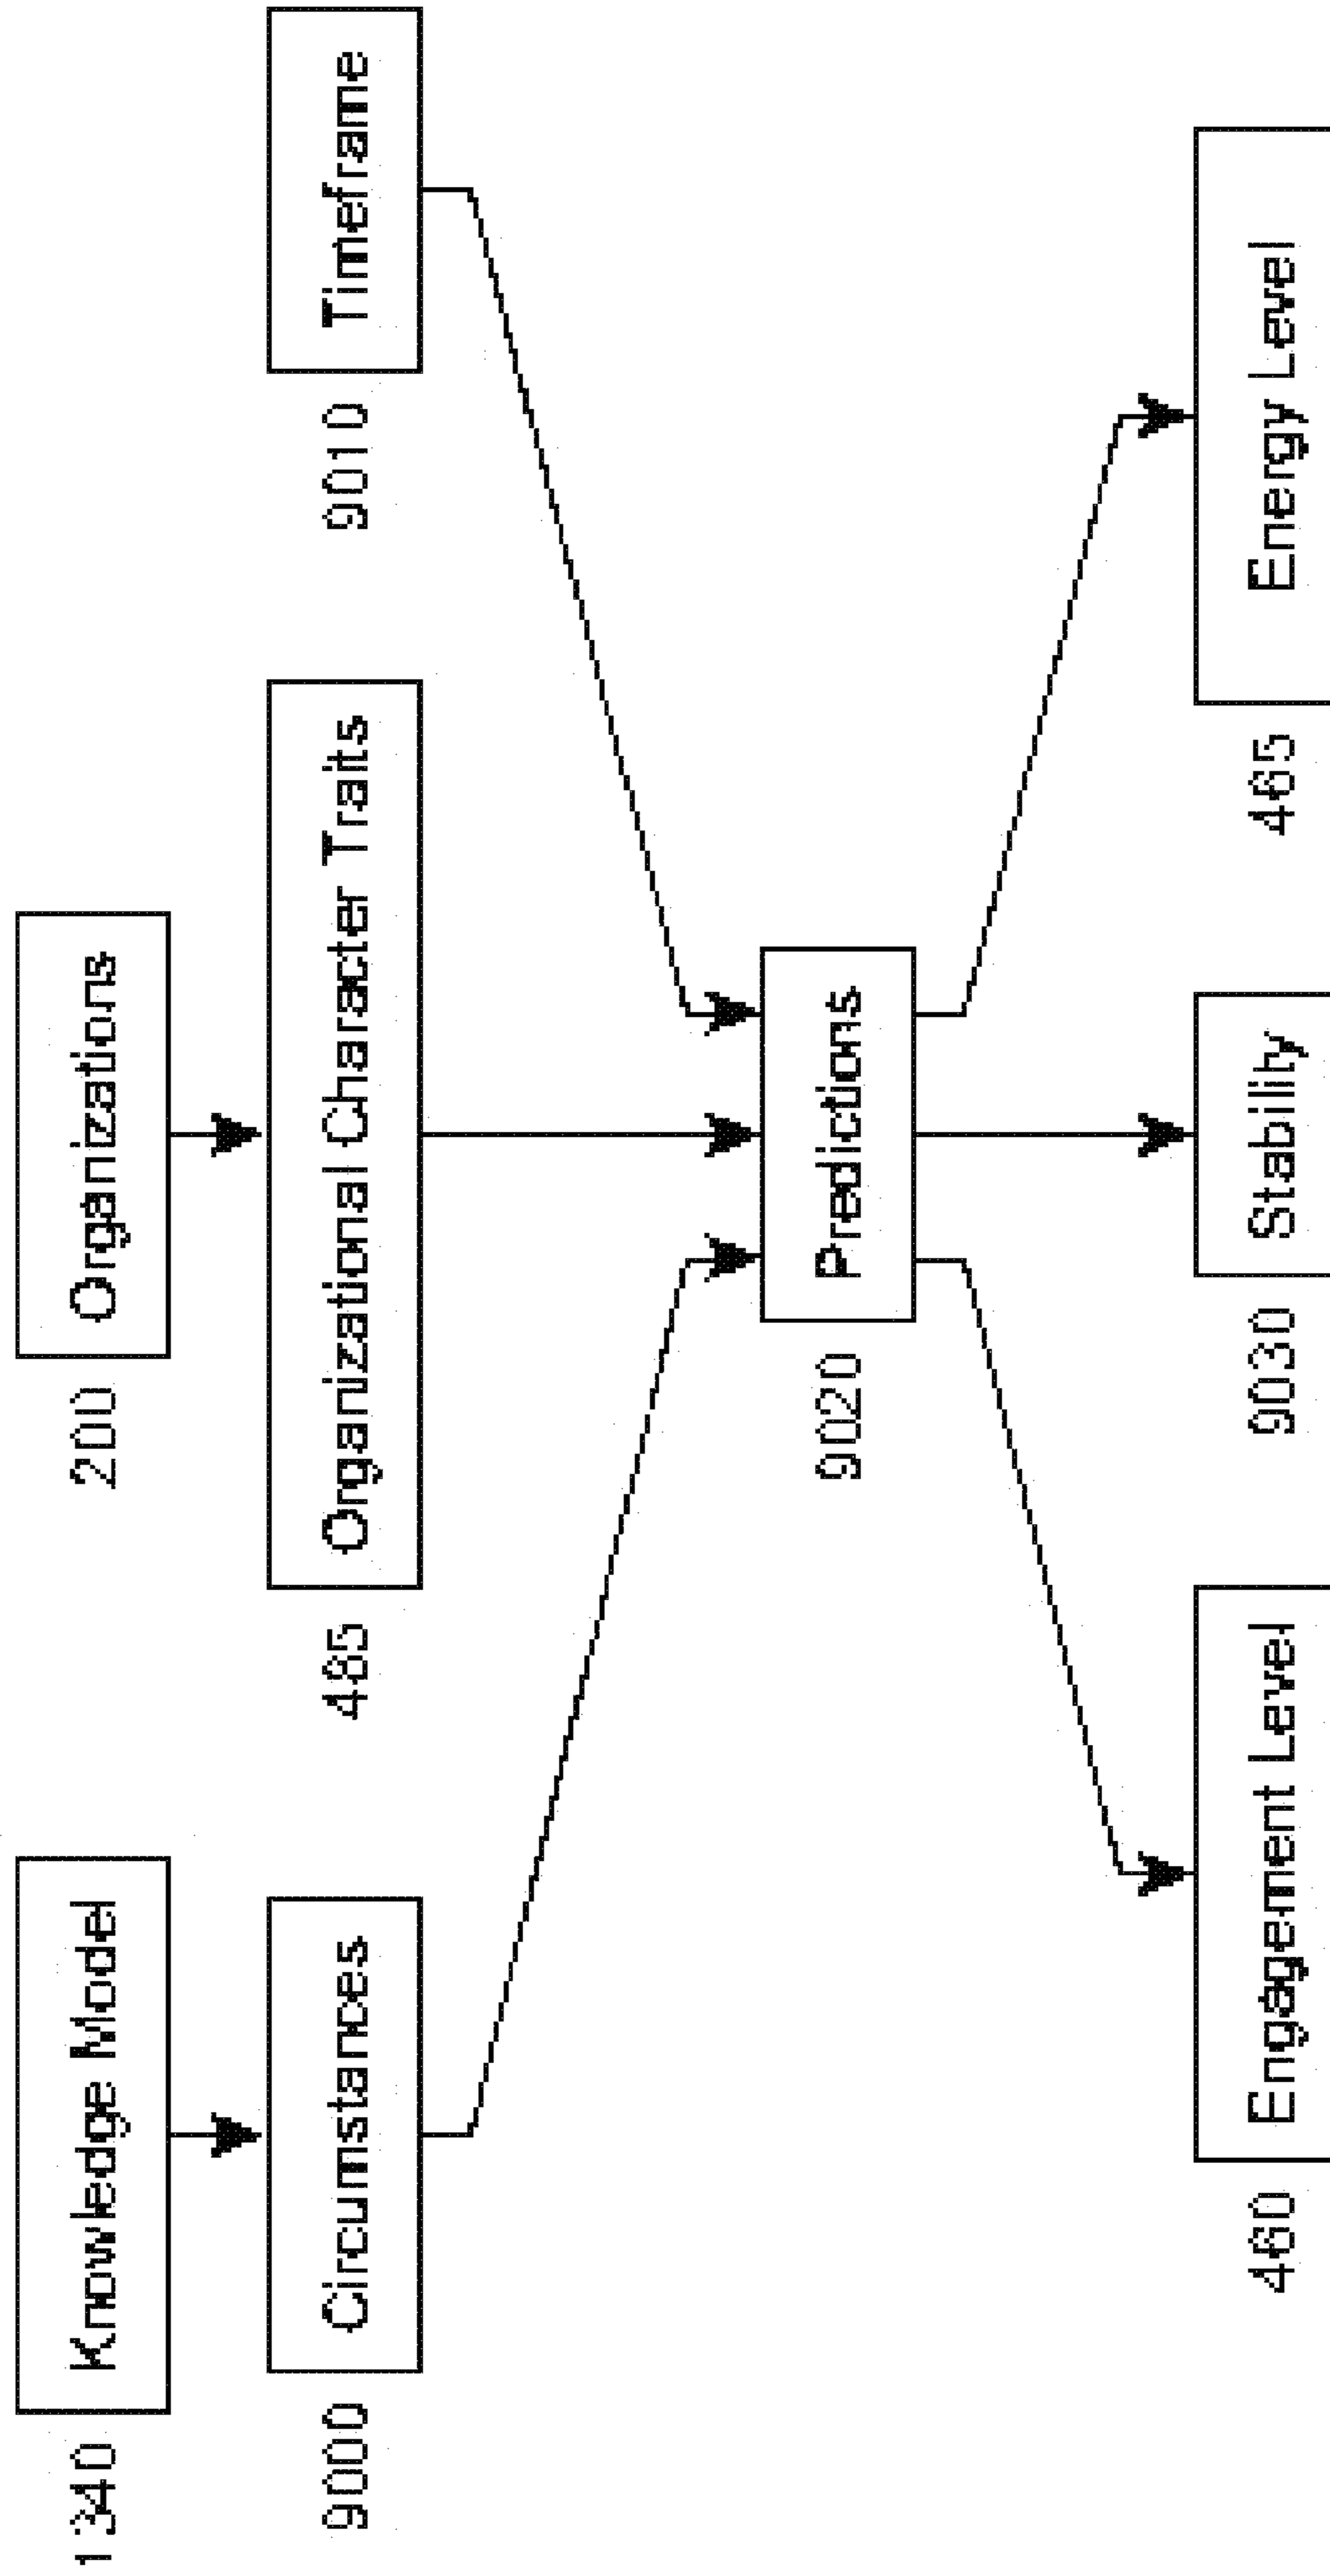 1340 Knowledge Model
200 Organizations
9000 Circumstances
485 Organizational Character Traits
9010 Timeframe
9020 Predictions
460 Engagement Level
9030 Stability
465 Energy Level